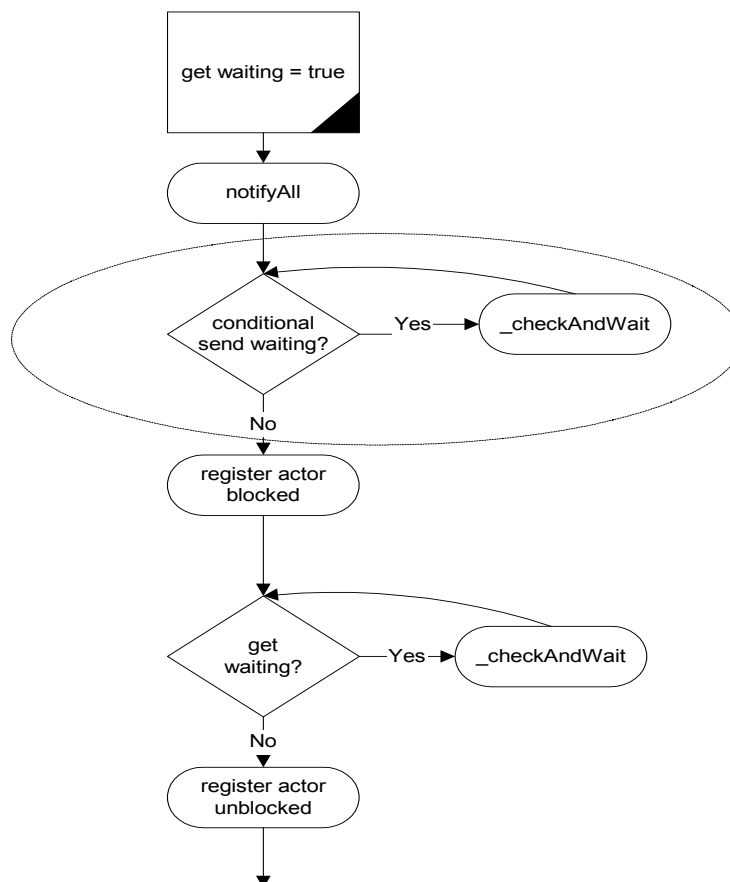 get waiting = true
notifyAll
conditional
send waiting?
Yes
_checkAndWait
No
register actor
blocked
get
waiting?
Yes
_checkAndWait
No
register actor
unblocked